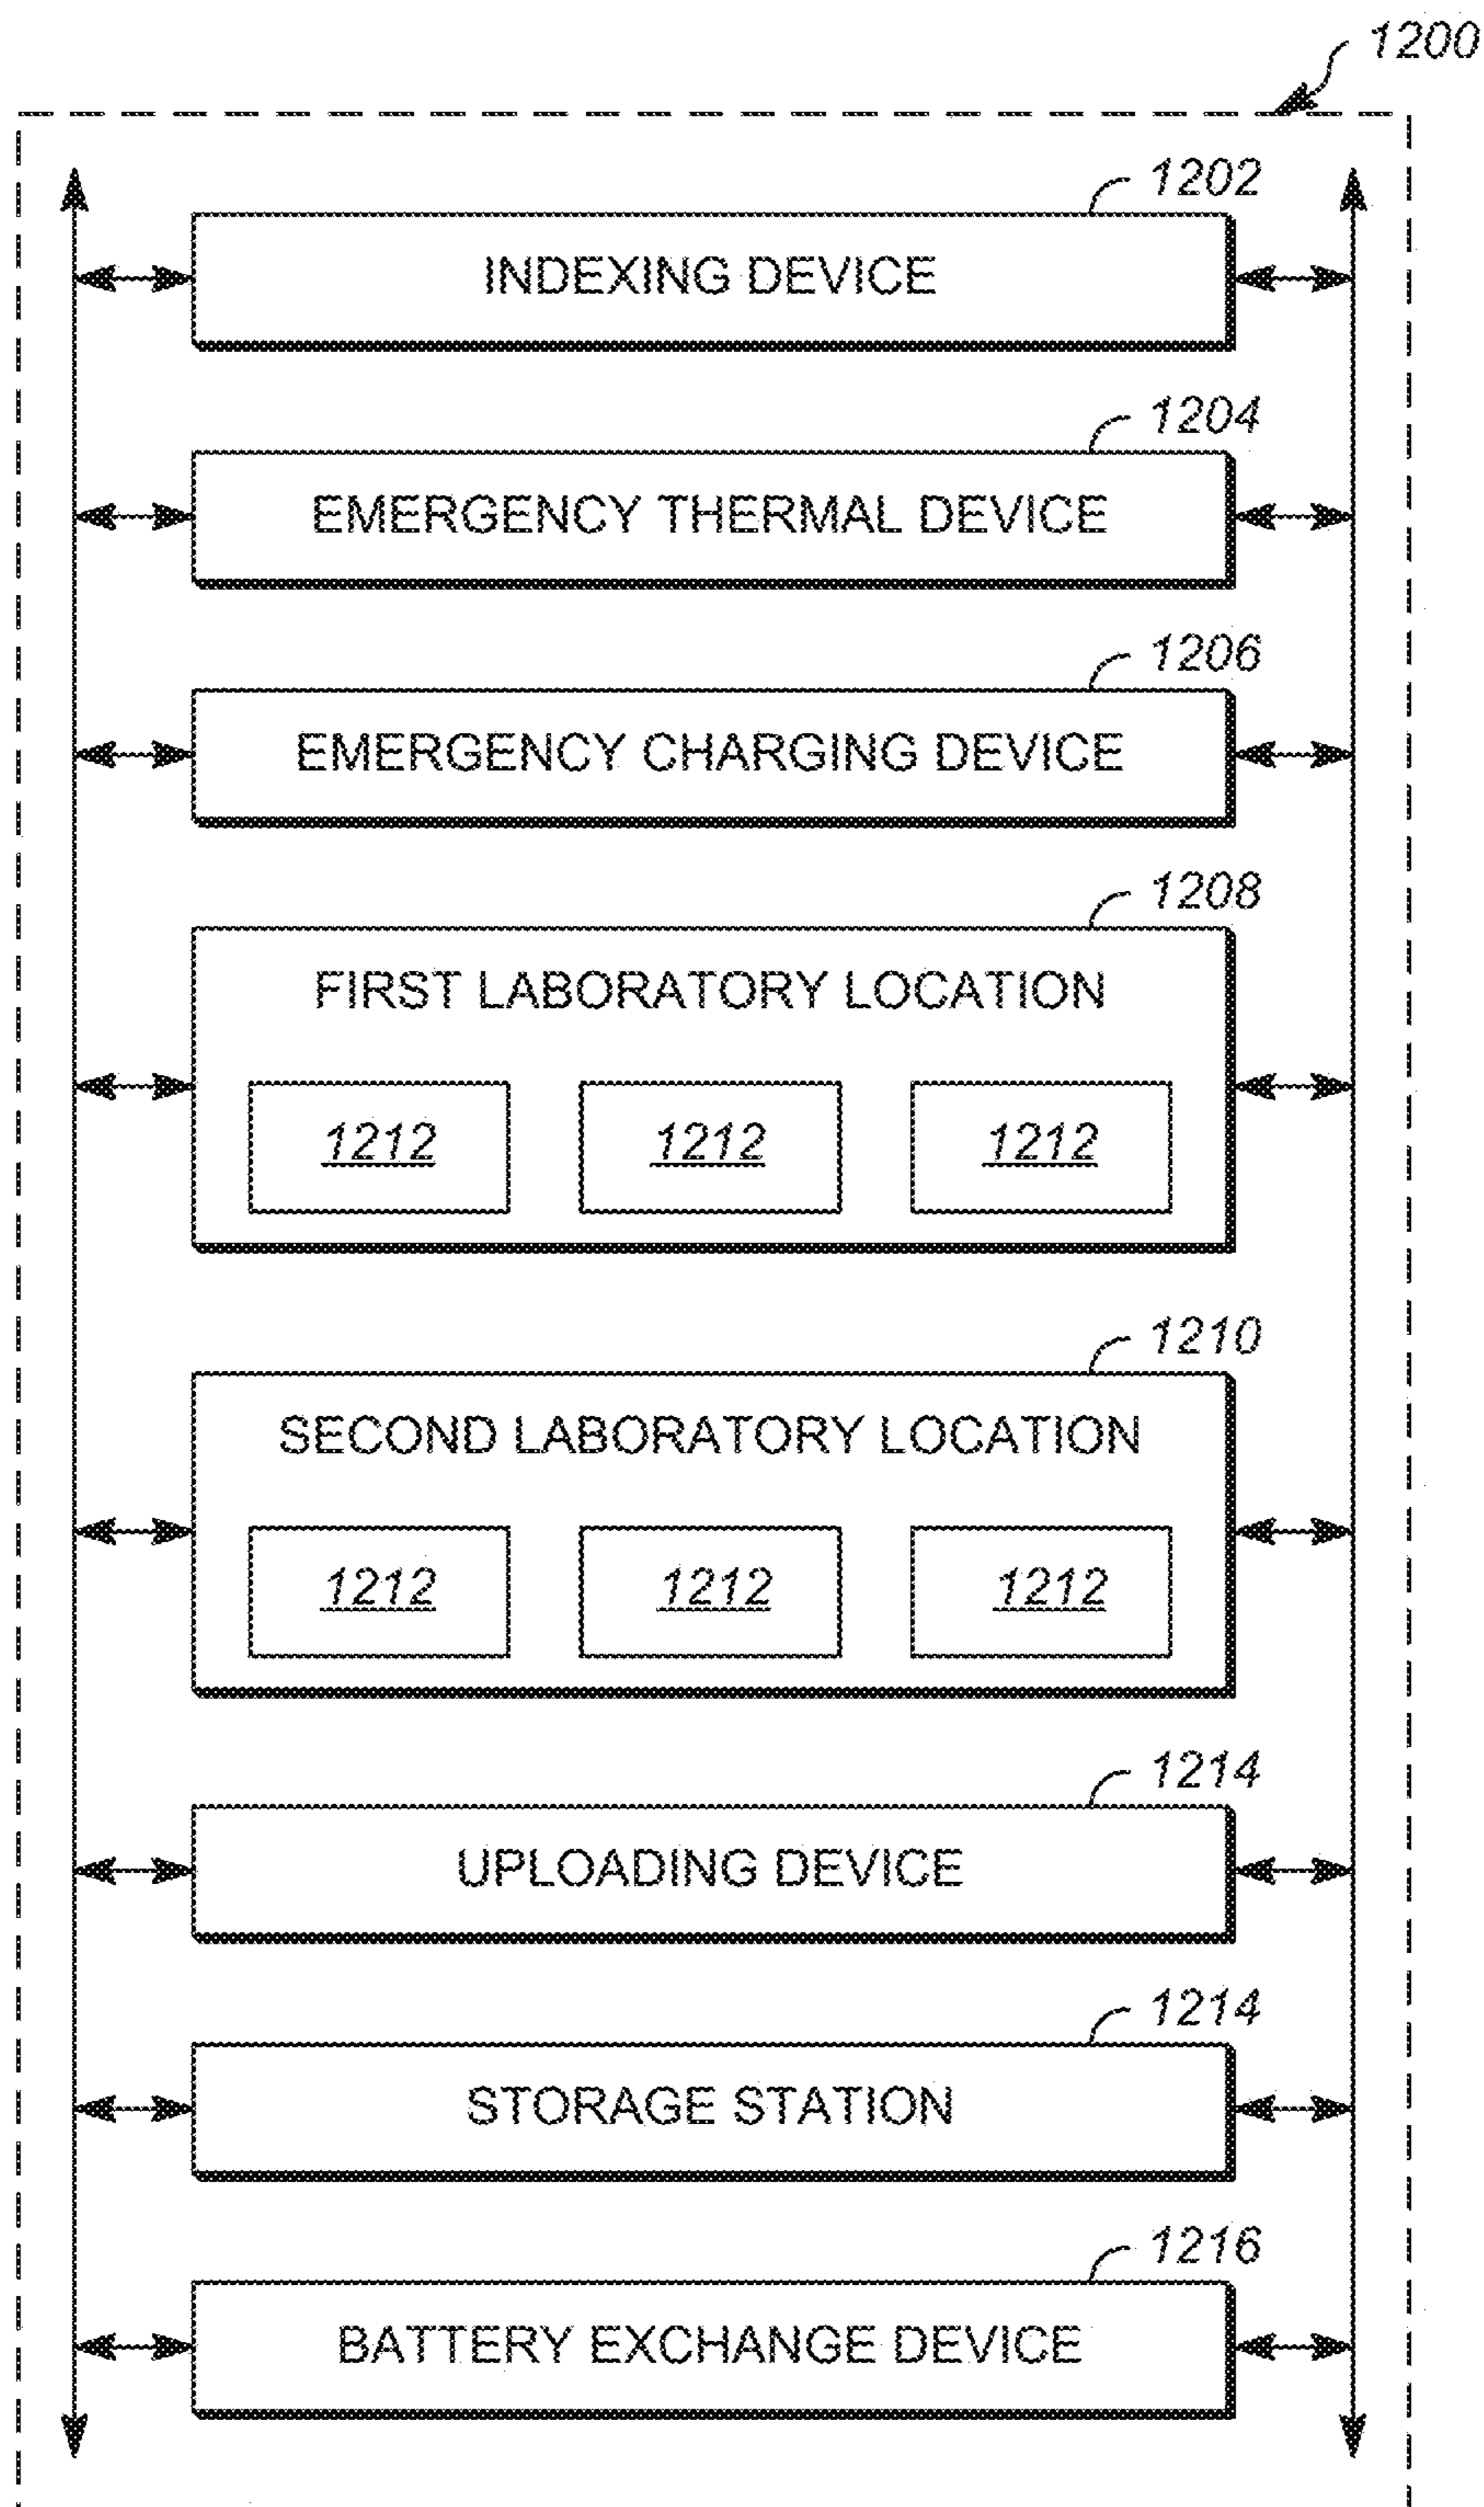 1200
1202
INDEXING DEVICE
1204
EMERGENCY THERMAL DEVICE
1206
EMERGENCY CHARGING DEVICE
1208
FIRST LABORATORY LOCATION
1212 1212 1212
1210
SECOND LABORATORY LOCATION
1212 1212 1212
1214
UPLOADING DEVICE
1214
STORAGE STATION
1216
BATTERY EXCHANGE DEVICE